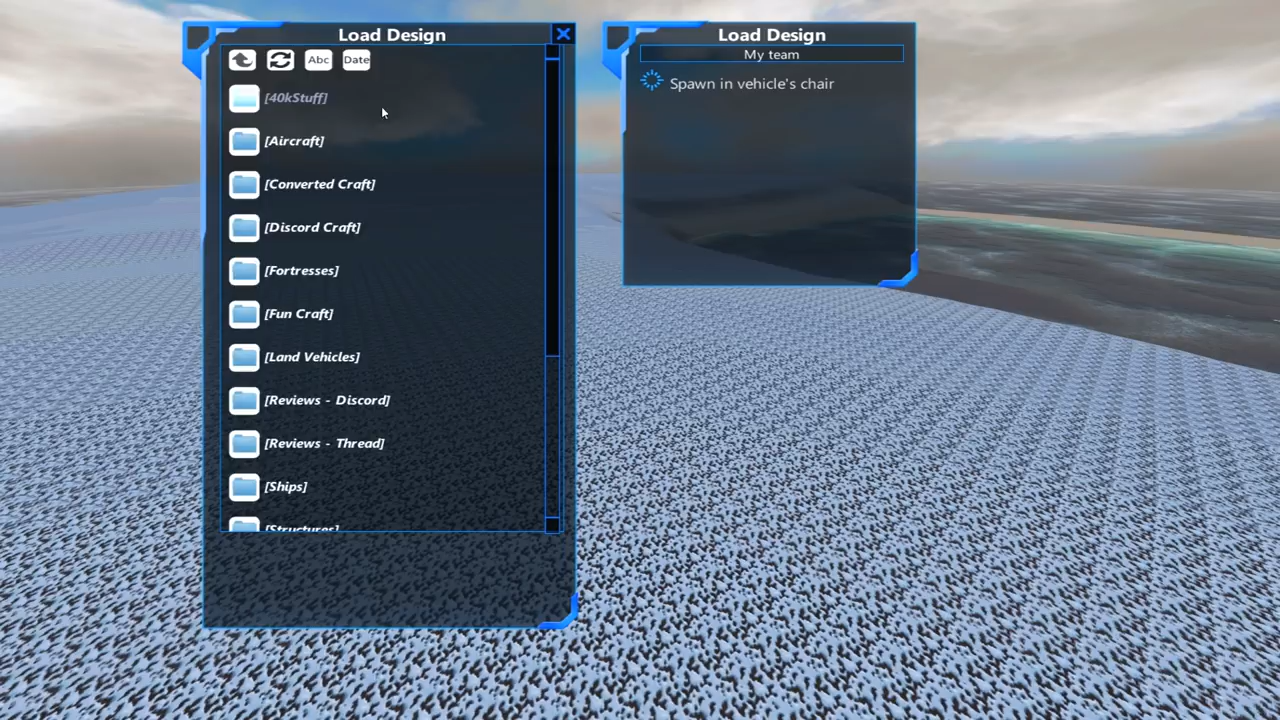 Load Design
Abc
Date
[40kStuff]
[Aircraft]
[Converted Craft]
[Discord Craft]
[Fortresses]
[Fun Craft]
[Land Vehicles]
[Reviews - Discord]
[Reviews - Thread]
[Ships]
[Structures]
Load Design
My team
Spawn in vehicle's chair